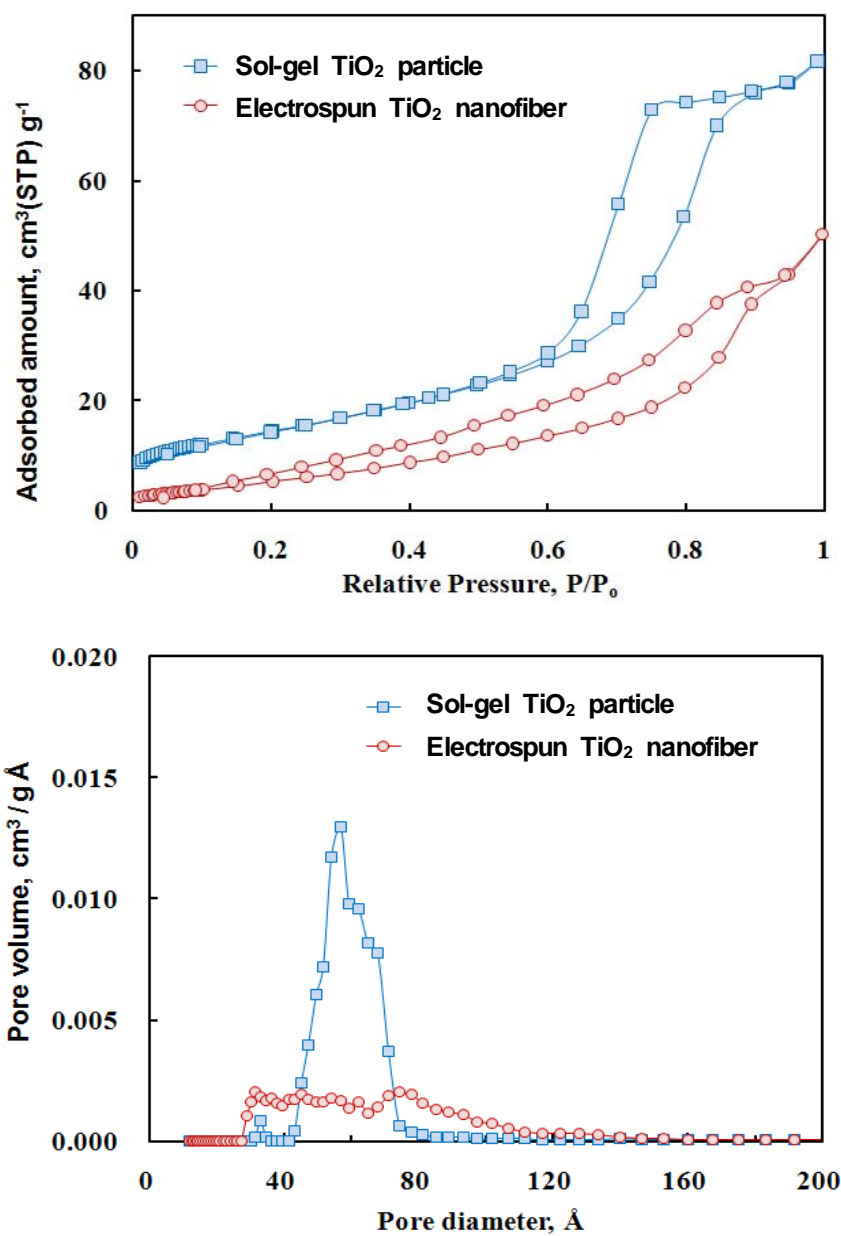 Sol-gel TiO₂ particle
Electrospun TiO₂ nanofiber
Adsorbed amount, cm³(STP) g⁻¹
80
60
40
20
0
0 0.2 0.4 0.6 0.8 1
Relative Pressure, P/Pₒ
Sol-gel TiO₂ particle
Electrospun TiO₂ nanofiber
Pore volume, cm³ / g Å
0.020
0.015
0.010
0.005
0.000
0 40 80 120 160 200
Pore diameter, Å